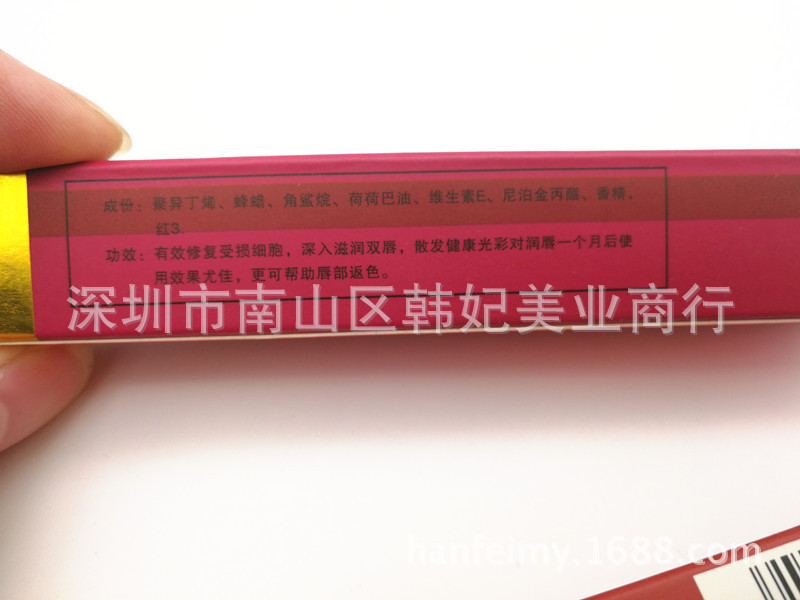 成份：聚异丁烯、蜂蜡、角鲨烷、荷荷巴油、维生素E、尼泊金丙酯、香精、
红3.
功效：有效修复受损细胞，深入滋润双唇，散发健康光彩对润唇一个月后使
用效果尤佳，更可帮助唇部返色。
深圳市南山区韩妃美业商行
hanfeimy.1688.com